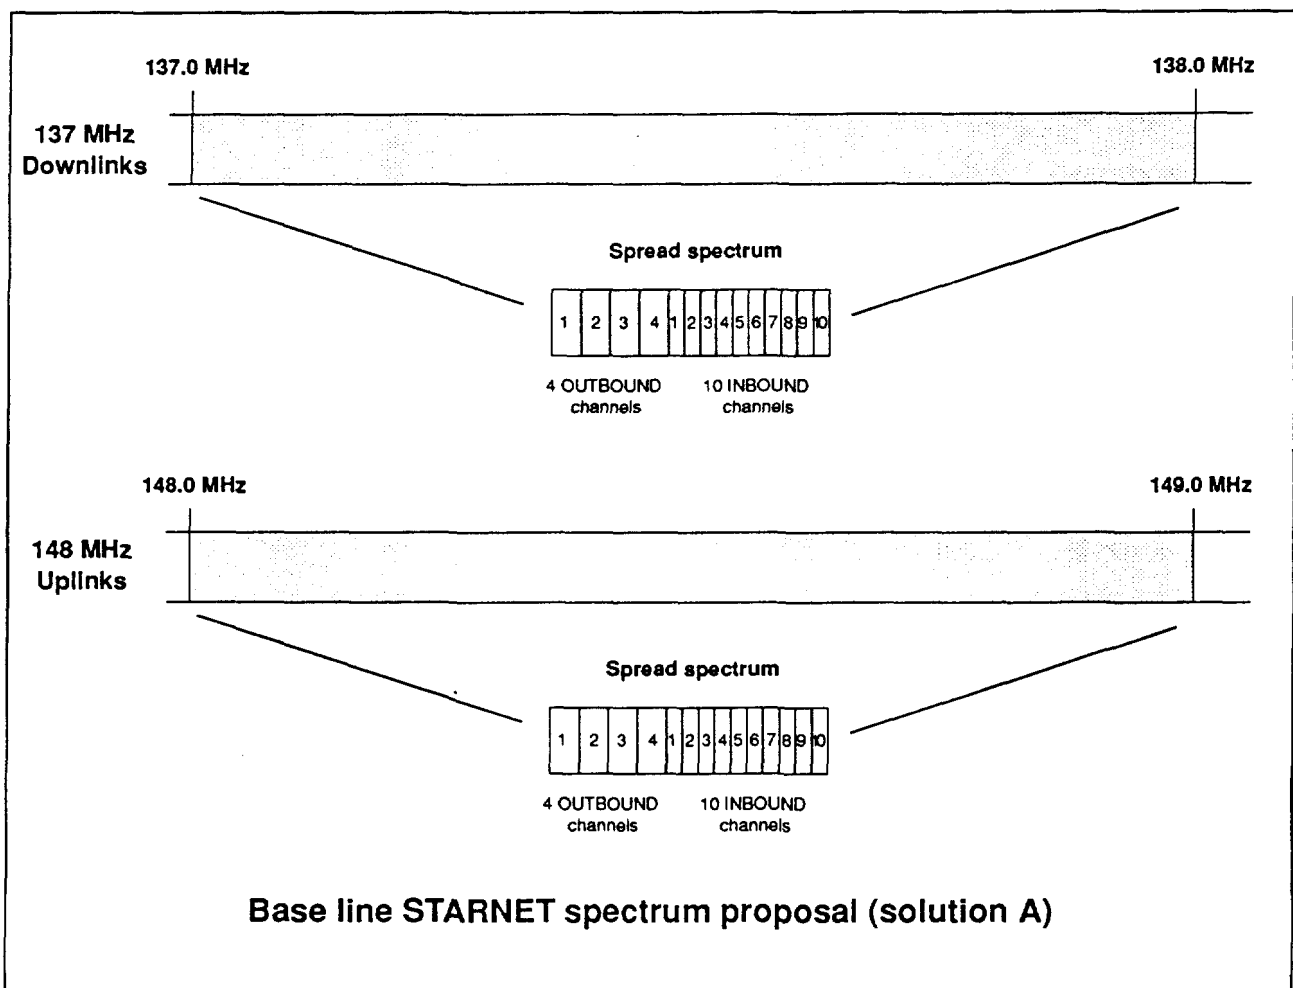 137.0 MHz
138.0 MHz
137 MHz
Downlinks
Spread spectrum
1 2 3 4 1 2 3 4 5 6 7 8 9 10
4 OUTBOUND channels
10 INBOUND channels
148.0 MHz
149.0 MHz
148 MHz
Uplinks
Spread spectrum
1 2 3 4 1 2 3 4 5 6 7 8 9 10
4 OUTBOUND channels
10 INBOUND channels
Base line STARNET spectrum proposal (solution A)